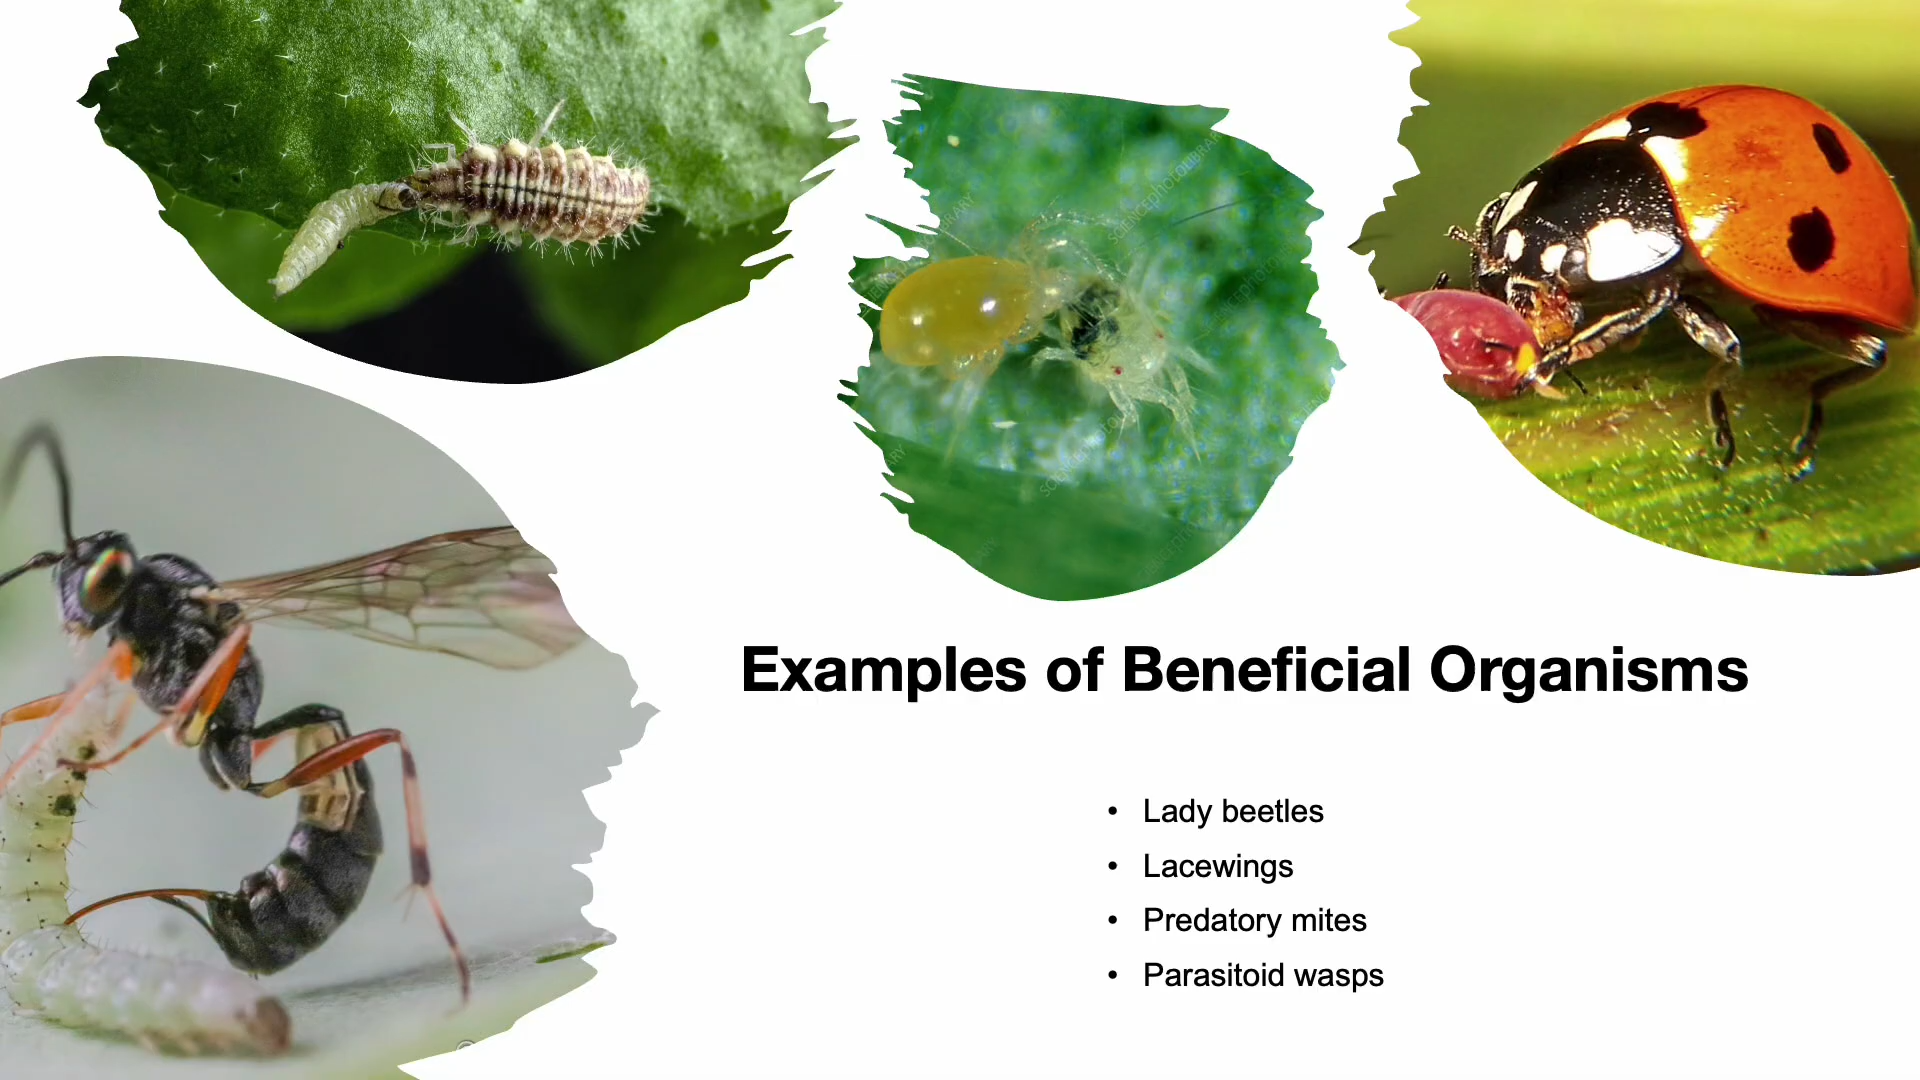 Examples of Beneficial Organisms
• Lady beetles
• Lacewings
• Predatory mites
• Parasitoid wasps